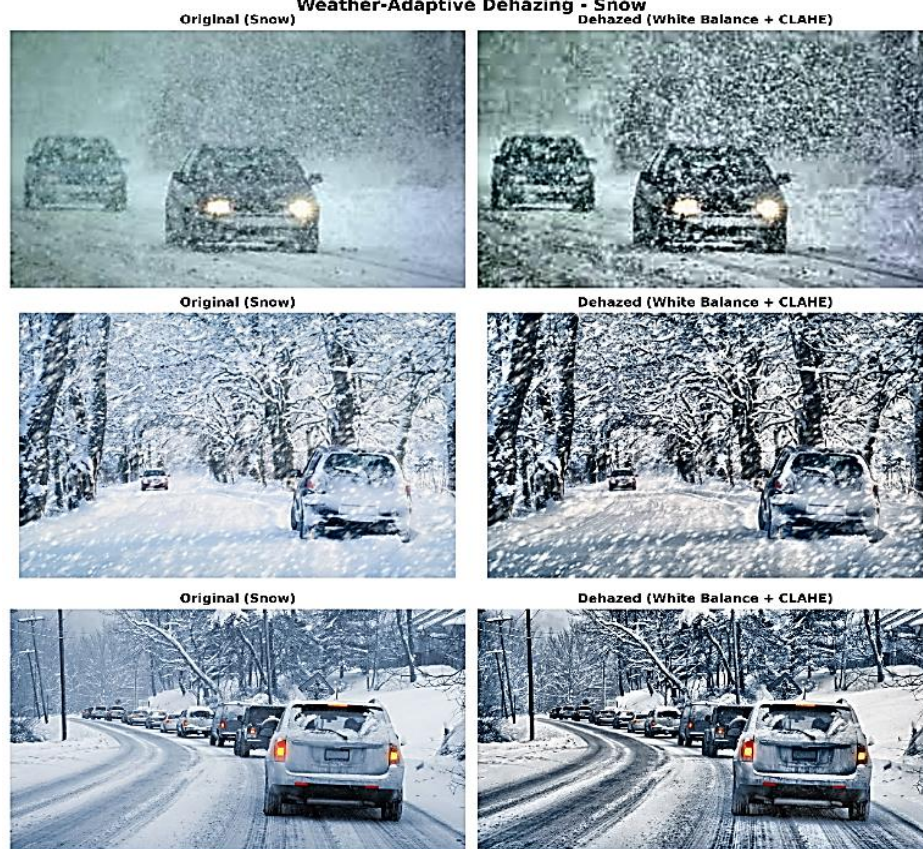 Weather-Adaptive Dehazing - Snow
Original (Snow)
Dehazed (White Balance + CLAHE)
Original (Snow)
Dehazed (White Balance + CLAHE)
Original (Snow)
Dehazed (White Balance + CLAHE)